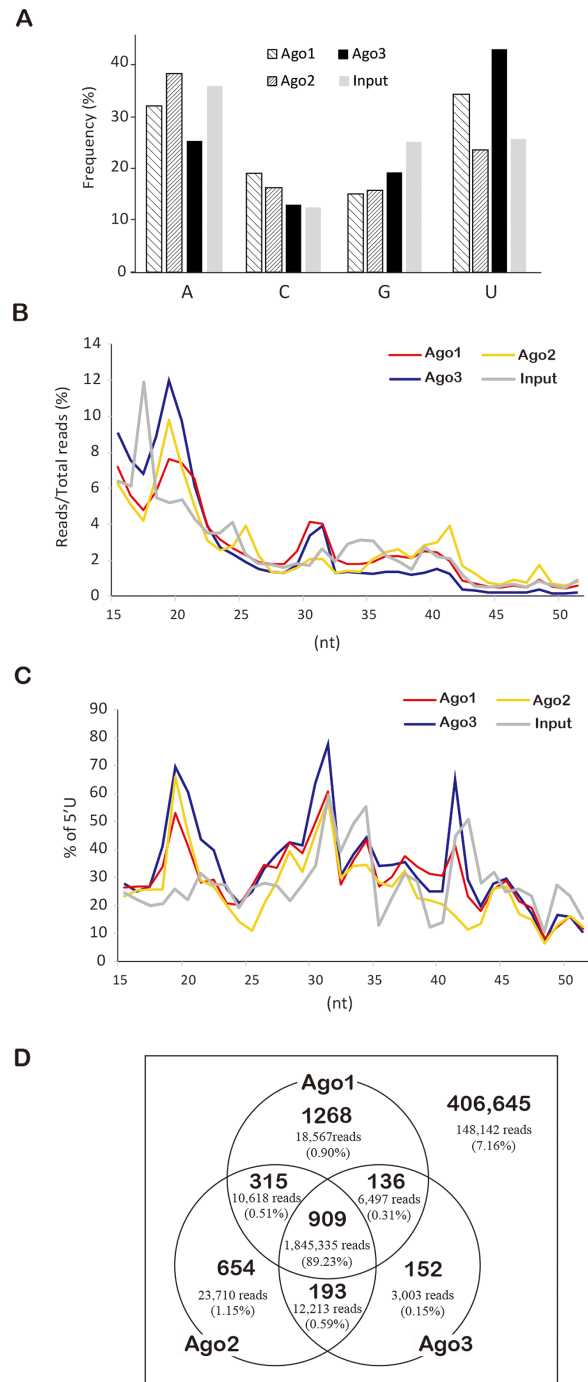 A
Frequency (%)
40
30
20
10
0
Ago1
Ago3
Ago2
Input
A C G U
B
Reads/Total reads (%)
14
12
10
8
6
4
2
0
Ago1
Ago2
Ago3
Input
15 20 25 30 35 40 45 50
(nt)
C
% of 5'U
90
80
70
60
50
40
30
20
10
0
Ago1
Ago2
Ago3
Input
15 20 25 30 35 40 45 50
(nt)
D
Ago1
1268
18,567reads
(0.90%)
406,645
148,142 reads
(7.16%)
315
10,618 reads
(0.51%)
136
6,497 reads
(0.31%)
909
1,845,335 reads
(89.23%)
654
23,710 reads
(1.15%)
193
12,213 reads
(0.59%)
152
3,003 reads
(0.15%)
Ago2
Ago3